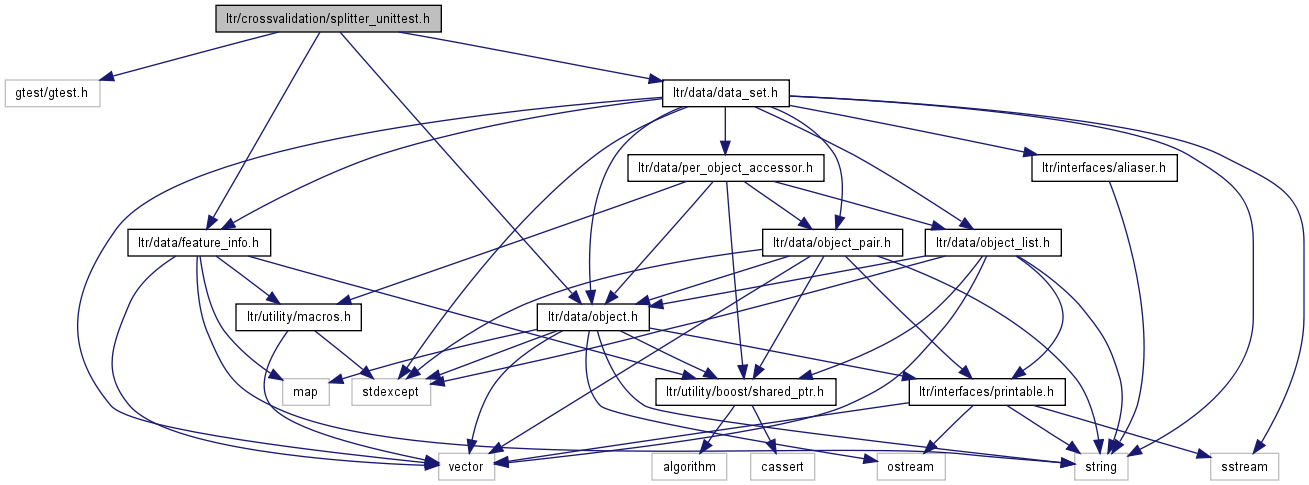 ltr/crossvalidation/splitter_unittest.h
gtest/gtest.h
ltr/data/data_set.h
ltr/data/per_object_accessor.h
ltr/interfaces/aliaser.h
ltr/data/feature_info.h
ltr/data/object_pair.h
ltr/data/object_list.h
ltr/utility/macros.h
ltr/data/object.h
map
stdexcept
ltr/utility/boost/shared_ptr.h
ltr/interfaces/printable.h
vector
algorithm
cassert
ostream
string
sstream